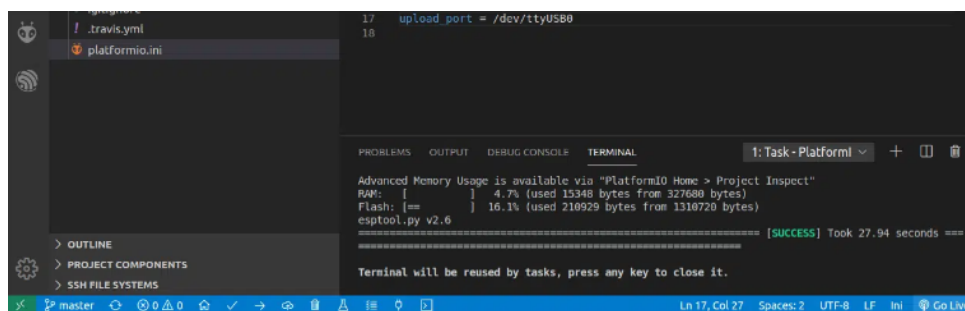 .gitignore
! .travis.yml
platformio.ini
OUTLINE
PROJECT COMPONENTS
SSH FILE SYSTEMS
17 upload_port = /dev/ttyUSB0
18
PROBLEMS OUTPUT DEBUG CONSOLE TERMINAL 1: Task - PlatformI
Advanced Memory Usage is available via "PlatformIO Home > Project Inspect"
RAM: [ ] 4.7% (used 15348 bytes from 327680 bytes)
Flash: [== ] 16.1% (used 210929 bytes from 1310720 bytes)
esptool.py v2.6
============================================================== [SUCCESS] Took 27.94 seconds ===
===========================================================
Terminal will be reused by tasks, press any key to close it.
master 0 0 Ln 17, Col 27 Spaces: 2 UTF-8 LF Ini Go Live